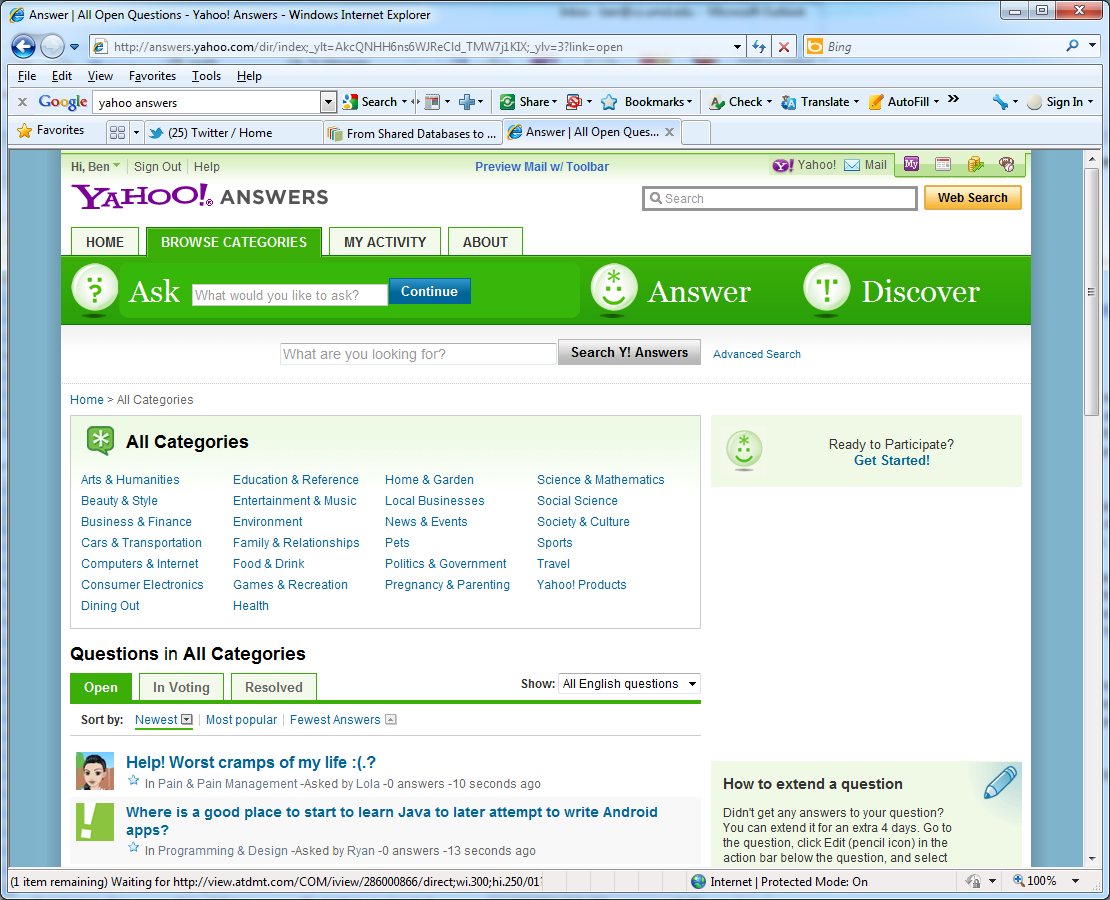 Answer | All Open Questions - Yahoo! Answers - Windows Internet Explorer
http://answers.yahoo.com/dir/index;_ylt=AkcQNHH6ns6WJReCId_TMW7j1KIX;_ylv=3?link=open
Bing
File Edit View Favorites Tools Help
Google yahoo answers Search Share Bookmarks Check Translate AutoFill Sign In
Favorites (25) Twitter / Home From Shared Databases to ... Answer | All Open Ques...
Hi, Ben Sign Out Help Preview Mail w/ Toolbar Y! Yahoo! Mail My
YAHOO! ANSWERS
Search Web Search
HOME BROWSE CATEGORIES MY ACTIVITY ABOUT
Ask What would you like to ask? Continue Answer Discover
What are you looking for? Search Y! Answers Advanced Search
Home > All Categories
All Categories
Arts & Humanities Education & Reference Home & Garden Science & Mathematics
Beauty & Style Entertainment & Music Local Businesses Social Science
Business & Finance Environment News & Events Society & Culture
Cars & Transportation Family & Relationships Pets Sports
Computers & Internet Food & Drink Politics & Government Travel
Consumer Electronics Games & Recreation Pregnancy & Parenting Yahoo! Products
Dining Out Health
Ready to Participate?
Get Started!
Questions in All Categories
Open In Voting Resolved Show: All English questions
Sort by: Newest Most popular Fewest Answers
Help! Worst cramps of my life :(.?
In Pain & Pain Management -Asked by Lola -0 answers -10 seconds ago
Where is a good place to start to learn Java to later attempt to write Android
apps?
In Programming & Design -Asked by Ryan -0 answers -13 seconds ago
How to extend a question
Didn't get any answers to your question?
You can extend it for an extra 4 days. Go to
the question, click Edit (pencil icon) in the
action bar below the question, and select
(1 item remaining) Waiting for http://view.atdmt.com/COM/iview/286000866/direct;wi.300;hi.250/01? Internet | Protected Mode: On 100%